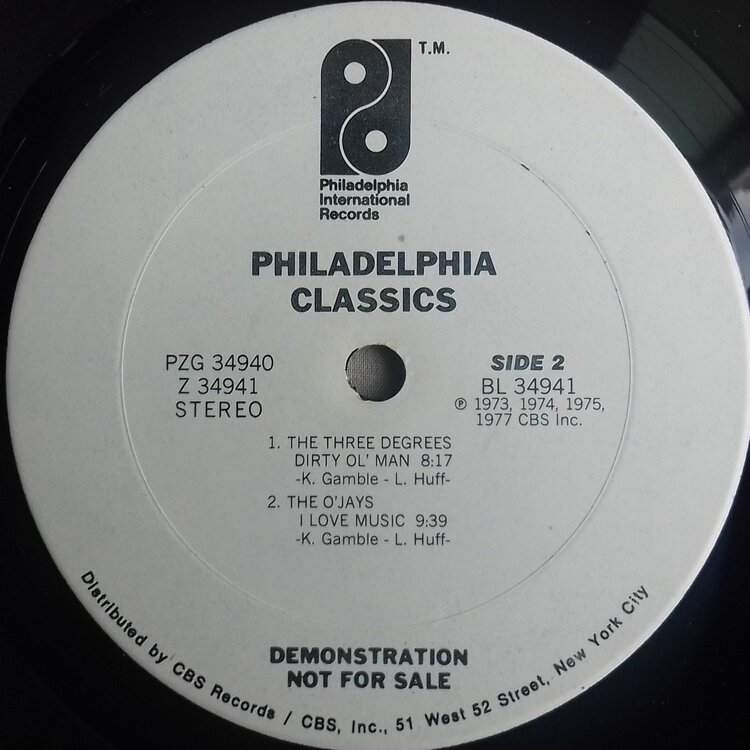 T.M.
Philadelphia
International
Records
PHILADELPHIA
CLASSICS
PZG 34940
Z 34941
STEREO
SIDE 2
BL 34941
℗ 1973, 1974, 1975,
1977 CBS Inc.
1. THE THREE DEGREES
DIRTY OL' MAN 8:17
-K. Gamble - L. Huff-
2. THE O'JAYS
I LOVE MUSIC 9:39
-K. Gamble - L. Huff-
DEMONSTRATION
NOT FOR SALE
Distributed by CBS Records / CBS, Inc., 51 West 52 Street, New York City